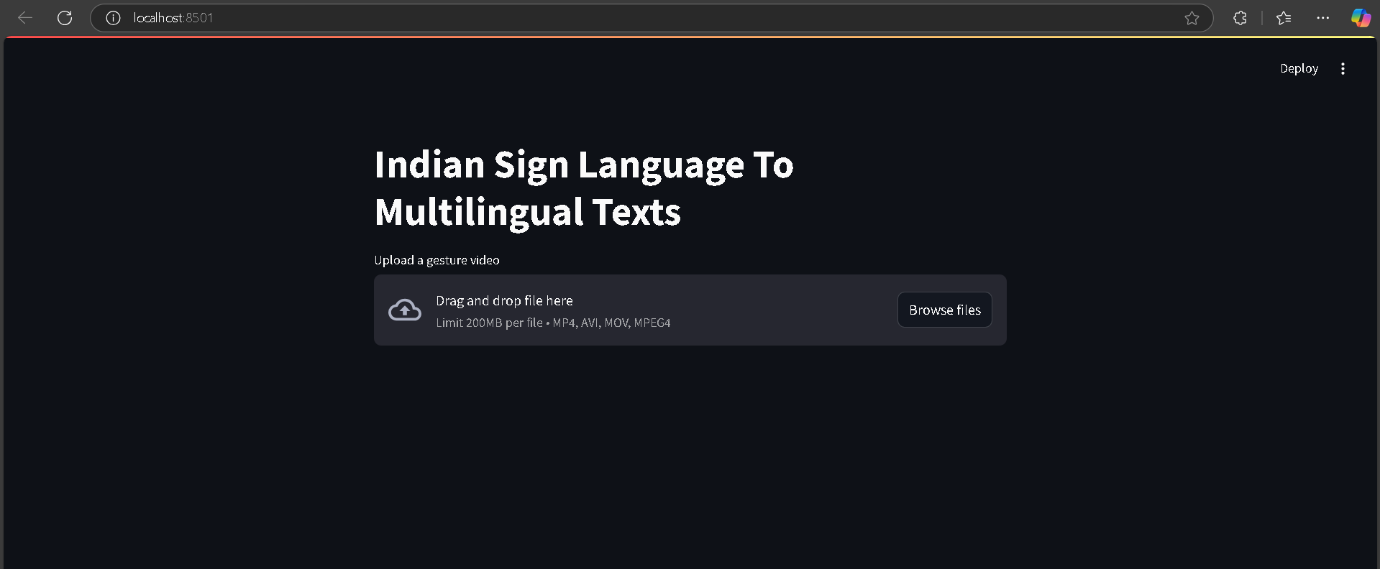 localhost:8501
Deploy
Indian Sign Language To
Multilingual Texts
Upload a gesture video
Drag and drop file here
Limit 200MB per file • MP4, AVI, MOV, MPEG4
Browse files